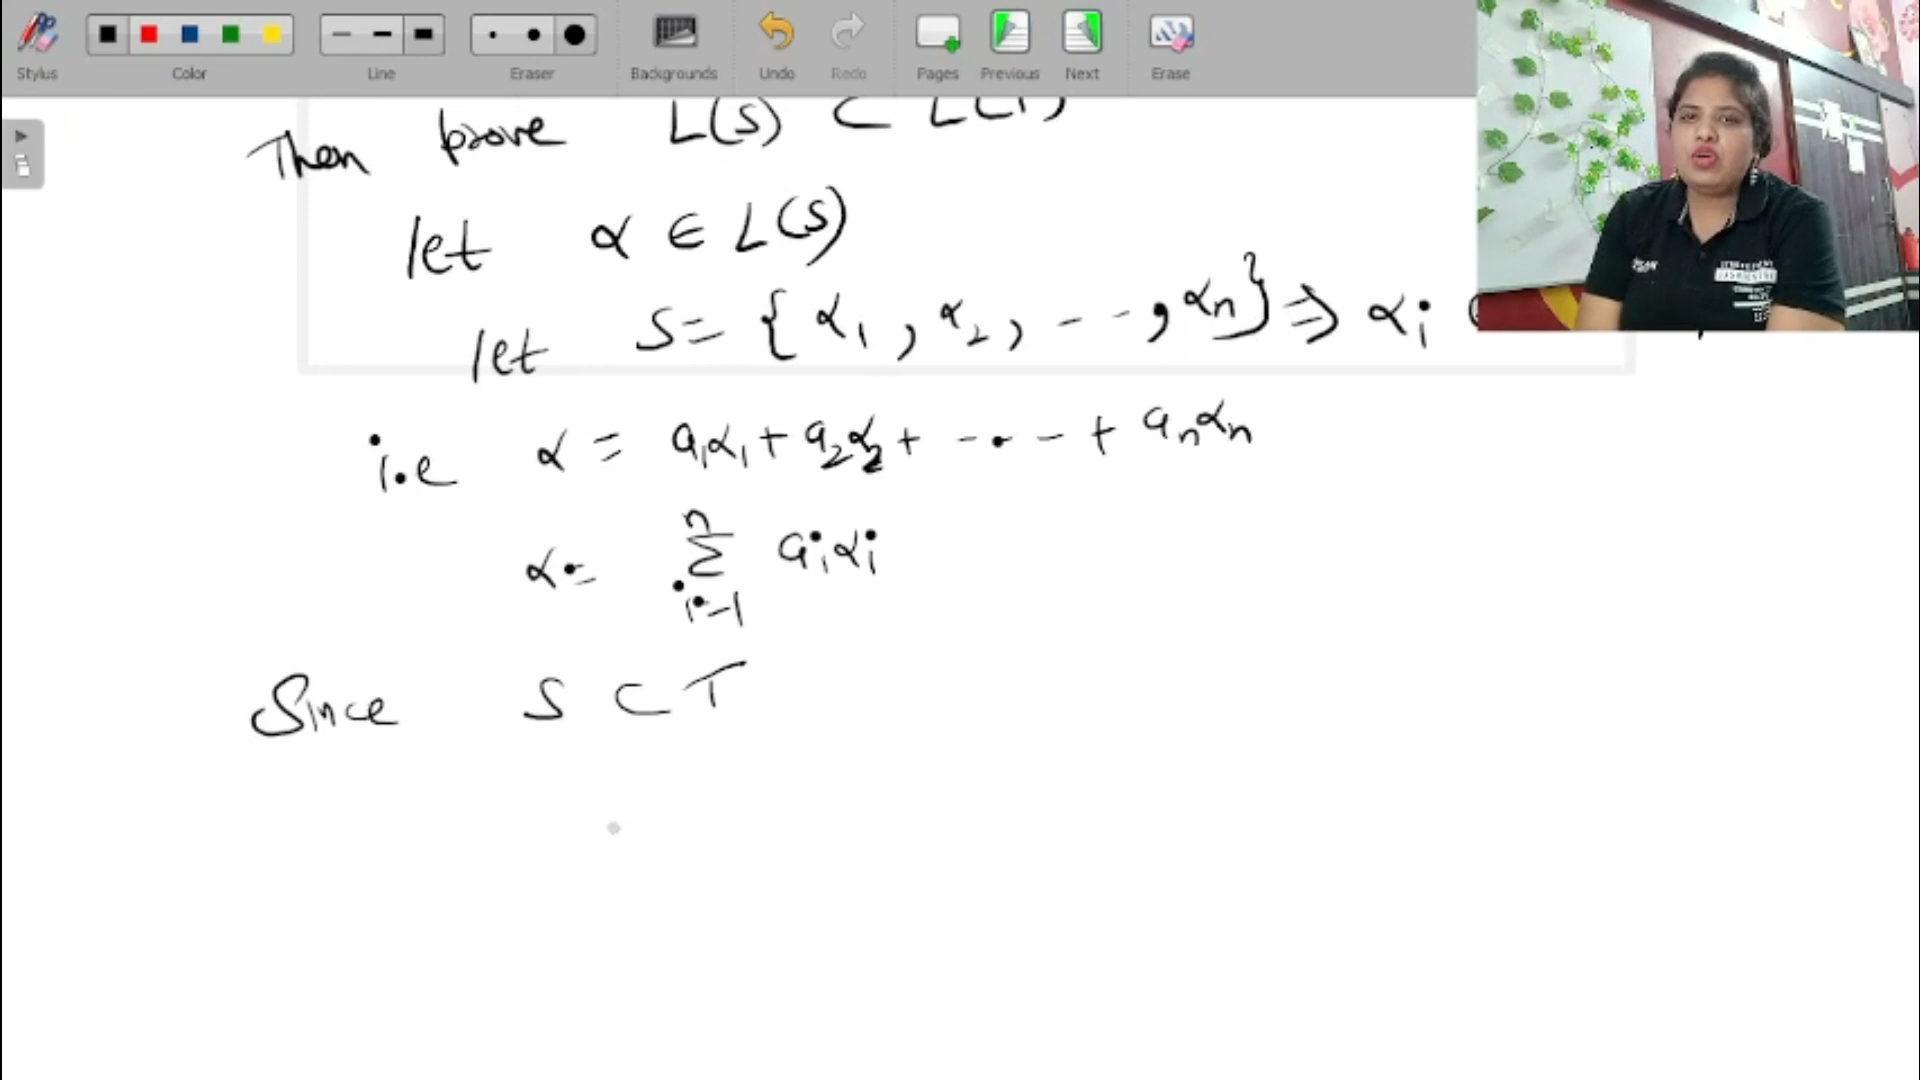 Stylus Color Line Eraser Backgrounds Undo Redo Pages Previous Next Erase
Then prove L(S) ⊂ L(T)
let α ∈ L(S)
let S = {α₁, α₂, - - -, αₙ} ⇒ αᵢ
i.e α = a₁α₁ + a₂α₂ + - - - + aₙαₙ
α = ∑ⁿᵢ₌₁ aᵢαᵢ
Since S ⊂ T